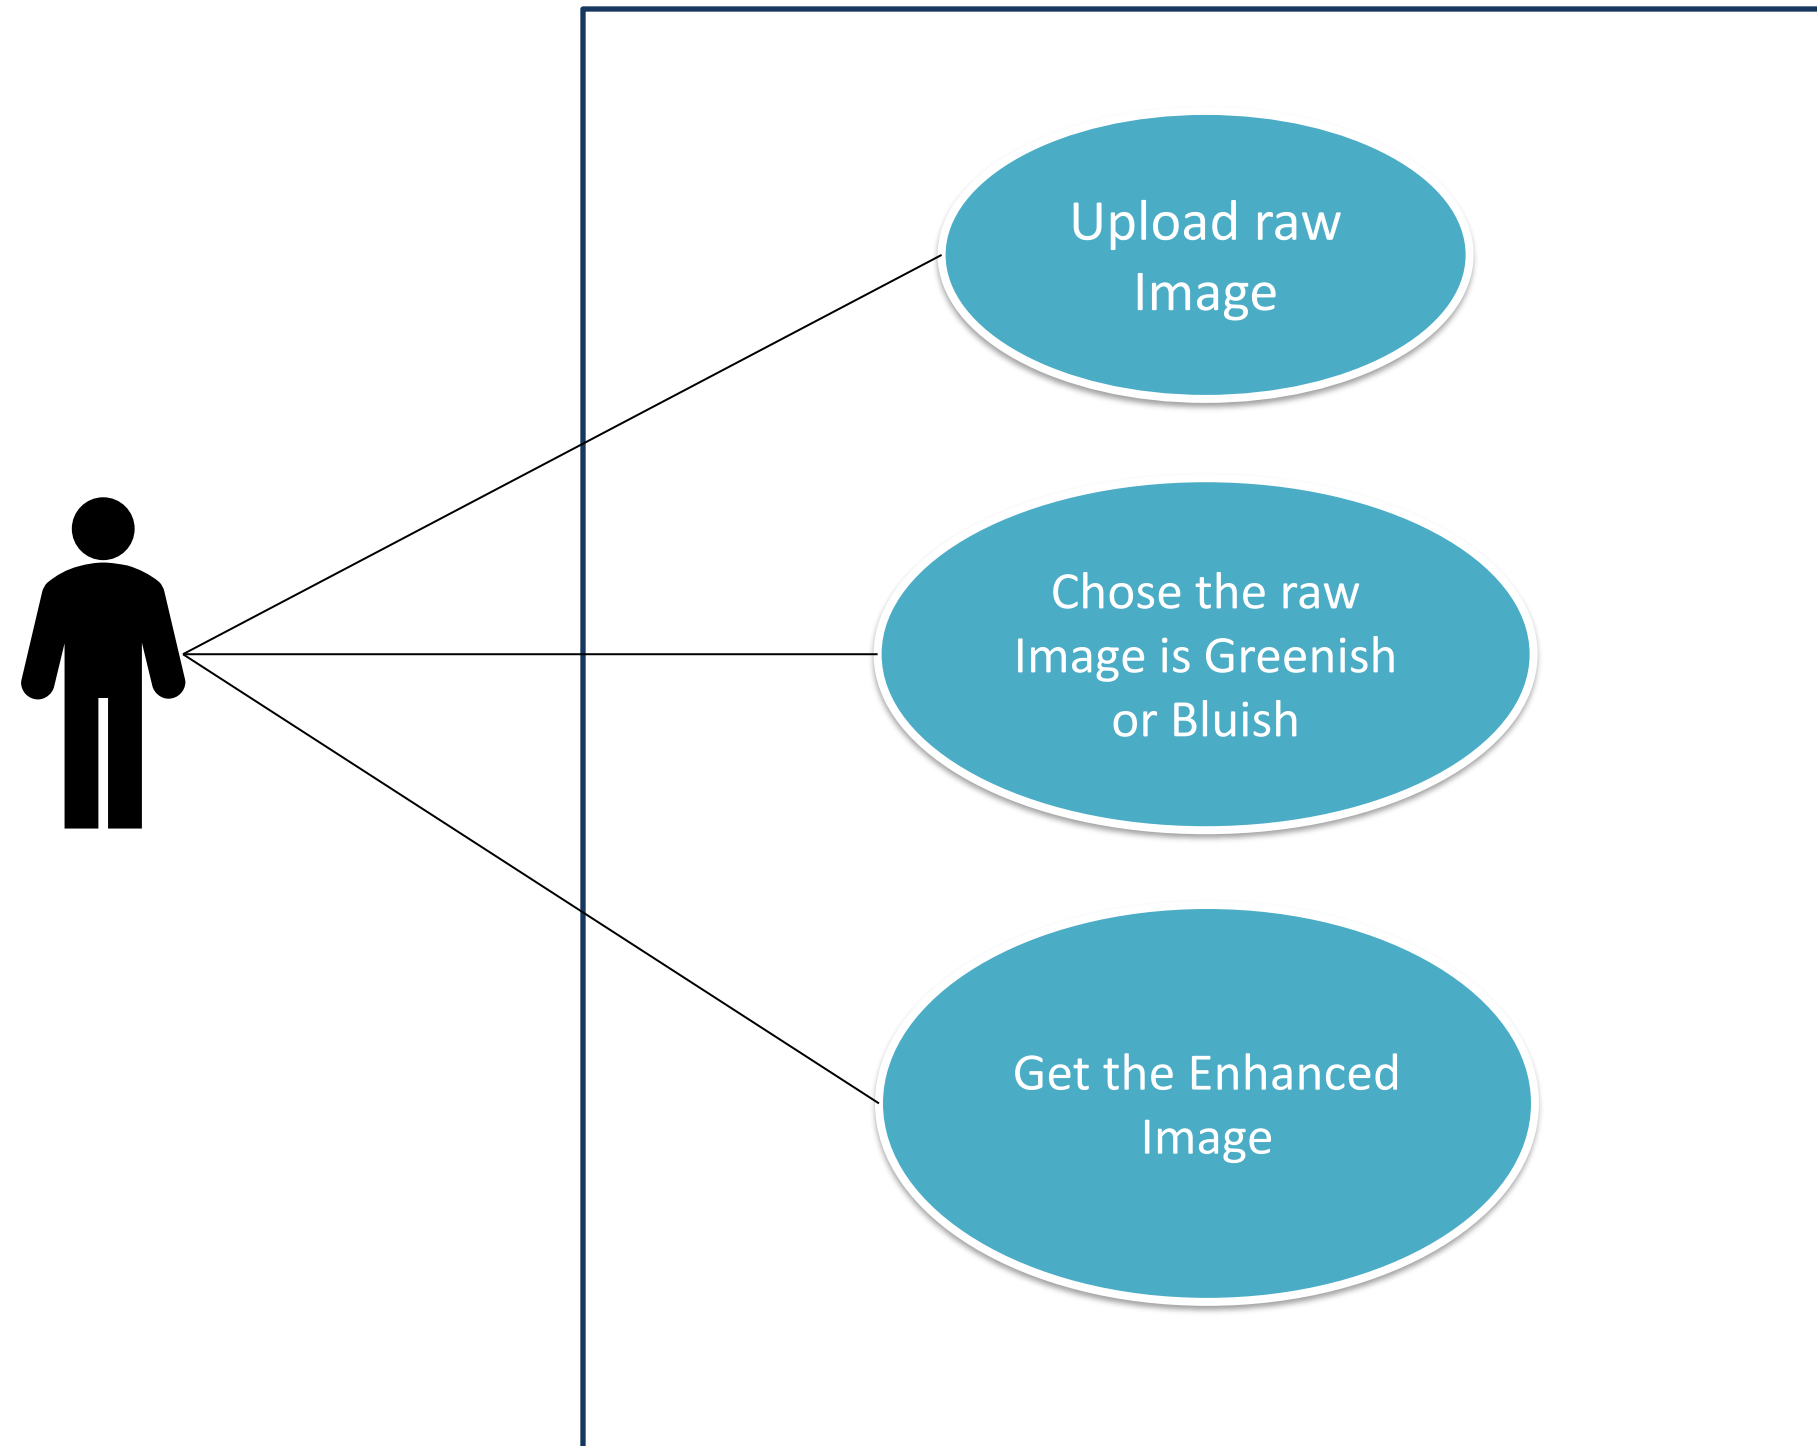 Upload raw
Image
Chose the raw
Image is Greenish
or Bluish
Get the Enhanced
Image